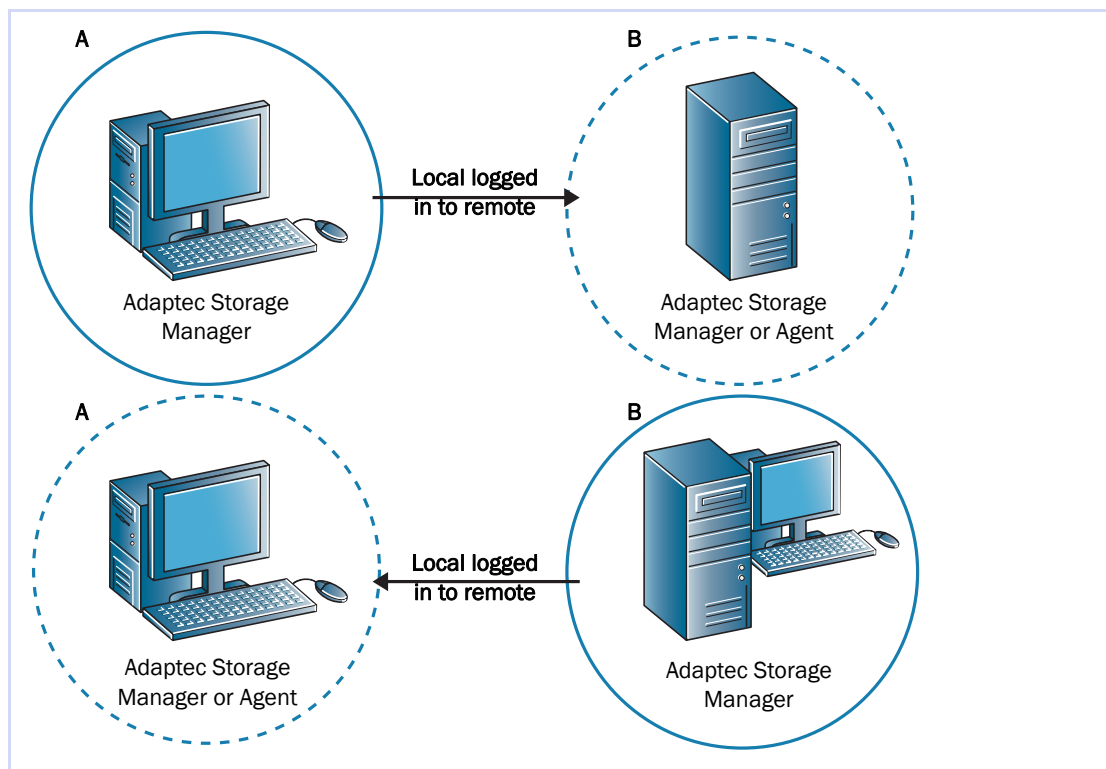 A
B
Local logged
in to remote
Adaptec Storage
Manager
Adaptec Storage
Manager or Agent
A
B
Local logged
in to remote
Adaptec Storage
Manager or Agent
Adaptec Storage
Manager